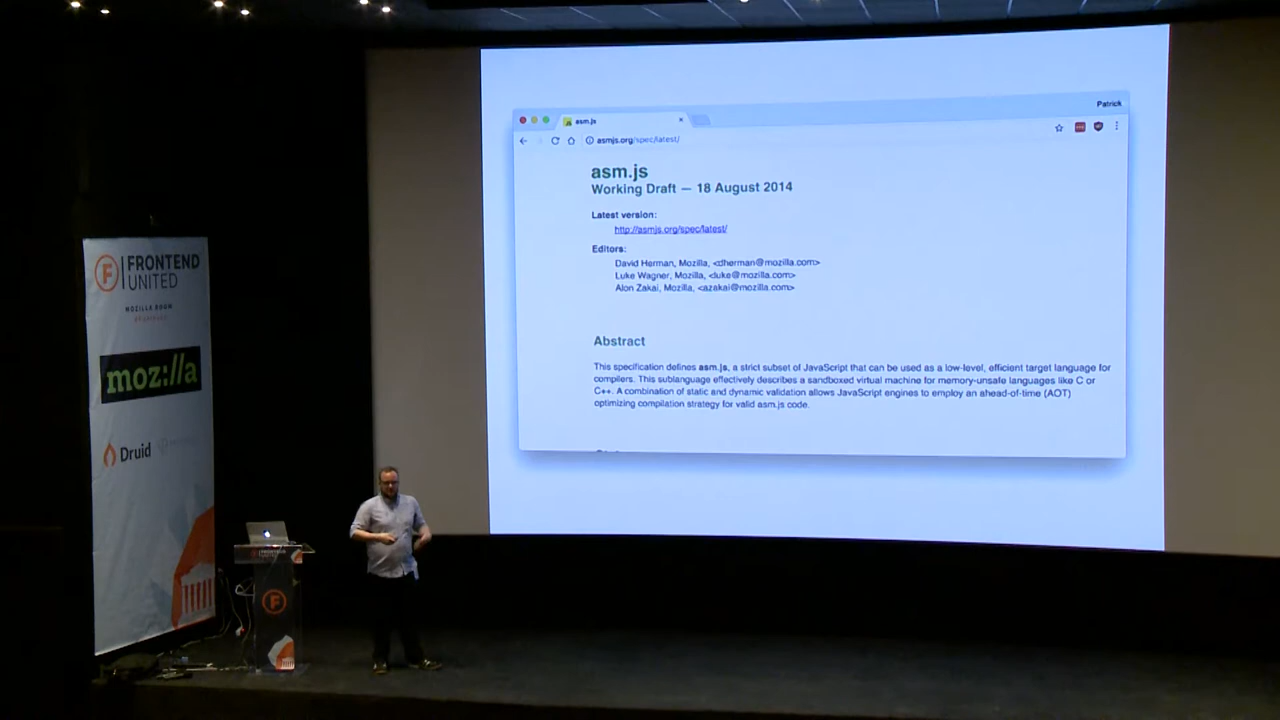 FRONTEND
UNITED
MOZILLA ROOM
moz://a
Druid
F
Patrick
asm.js
asmjs.org/spec/latest/
asm.js
Working Draft — 18 August 2014
Latest version:
http://asmjs.org/spec/latest/
Editors:
David Herman, Mozilla, <dherman@mozilla.com>
Luke Wagner, Mozilla, <luke@mozilla.com>
Alon Zakai, Mozilla, <azakai@mozilla.com>
Abstract
This specification defines asm.js, a strict subset of JavaScript that can be used as a low-level, efficient target language for
compilers. This sublanguage effectively describes a sandboxed virtual machine for memory-unsafe languages like C or
C++. A combination of static and dynamic validation allows JavaScript engines to employ an ahead-of-time (AOT)
optimizing compilation strategy for valid asm.js code.